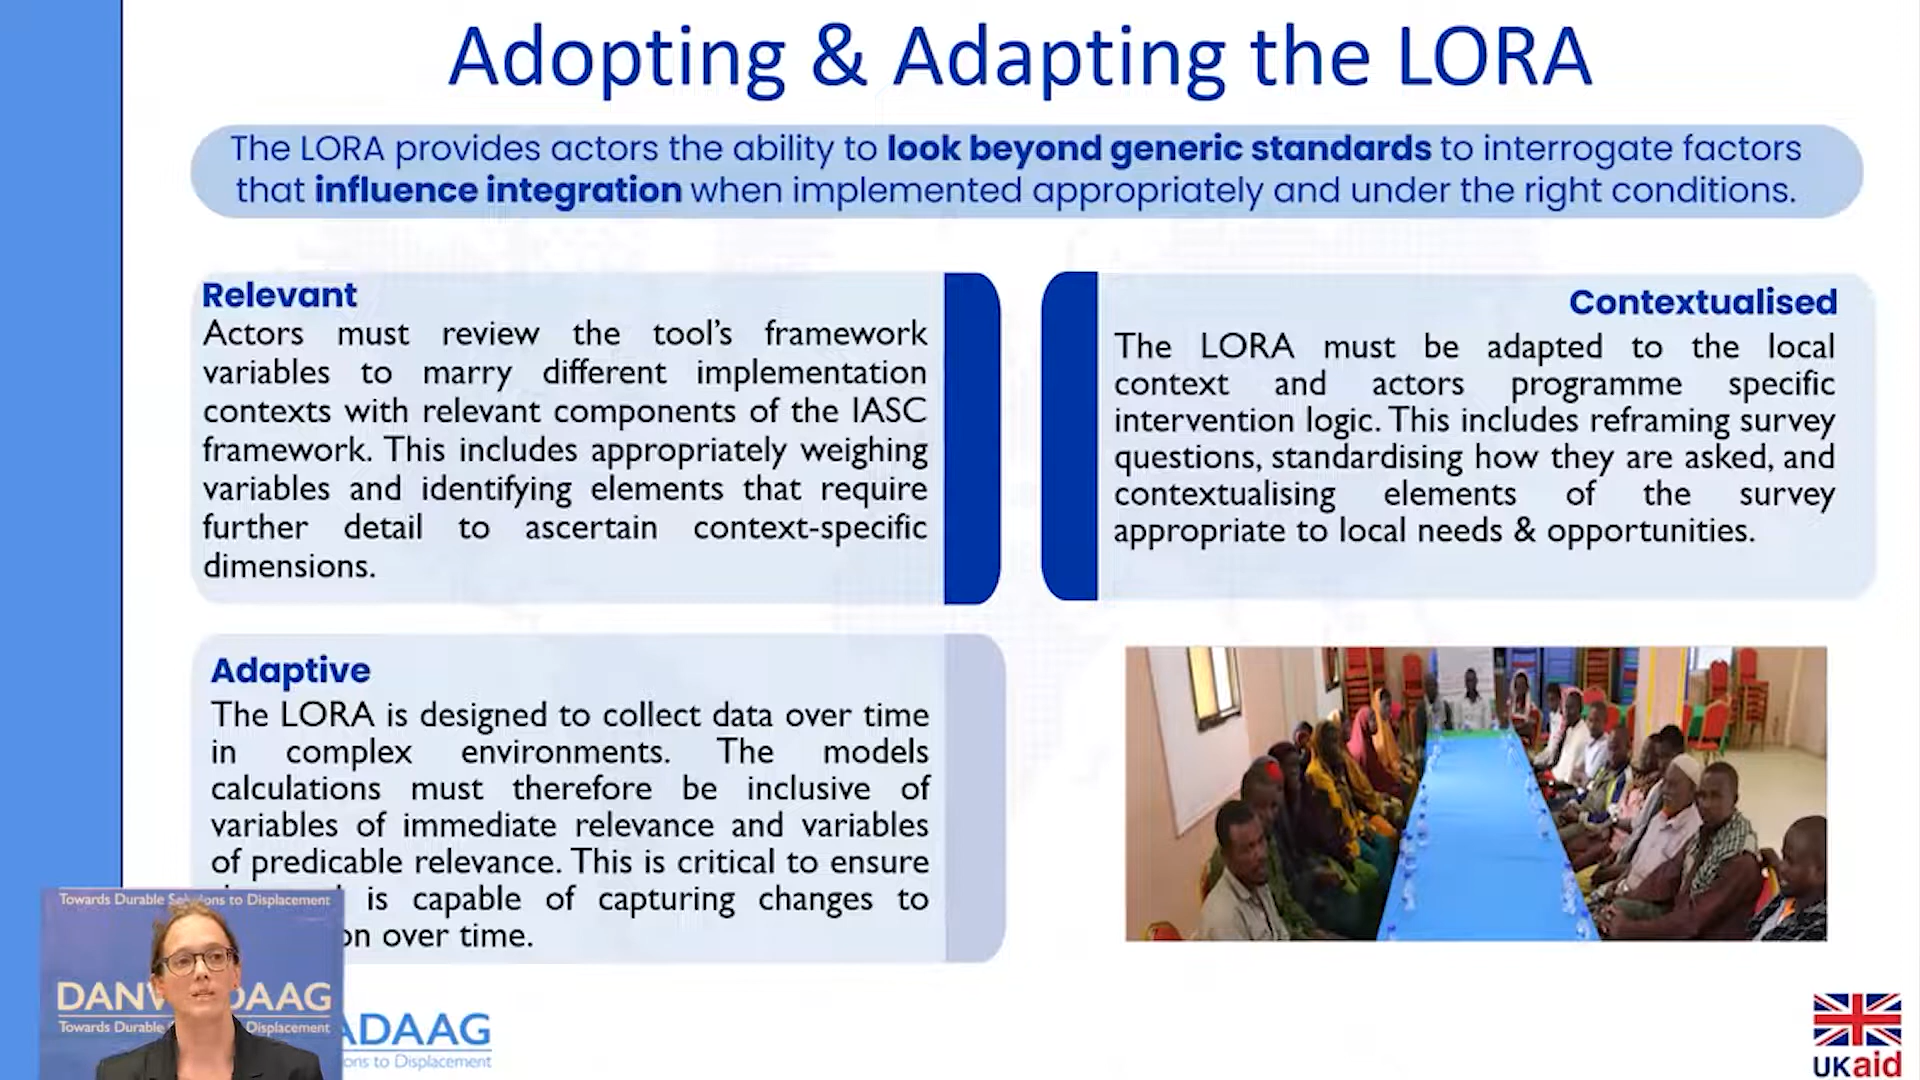 Adopting & Adapting the LORA
The LORA provides actors the ability to look beyond generic standards to interrogate factors
that influence integration when implemented appropriately and under the right conditions.
Relevant
Actors must review the tool's framework
variables to marry different implementation
contexts with relevant components of the IASC
framework. This includes appropriately weighing
variables and identifying elements that require
further detail to ascertain context-specific
dimensions.
Contextualised
The LORA must be adapted to the local
context and actors programme specific
intervention logic. This includes reframing survey
questions, standardising how they are asked, and
contextualising elements of the survey
appropriate to local needs & opportunities.
Adaptive
The LORA is designed to collect data over time
in complex environments. The models
calculations must therefore be inclusive of
variables of immediate relevance and variables
of predicable relevance. This is critical to ensure
is capable of capturing changes to
over time.
Towards Durable to Displacement
Towards Durable Displacement
to Displacement
UKaid